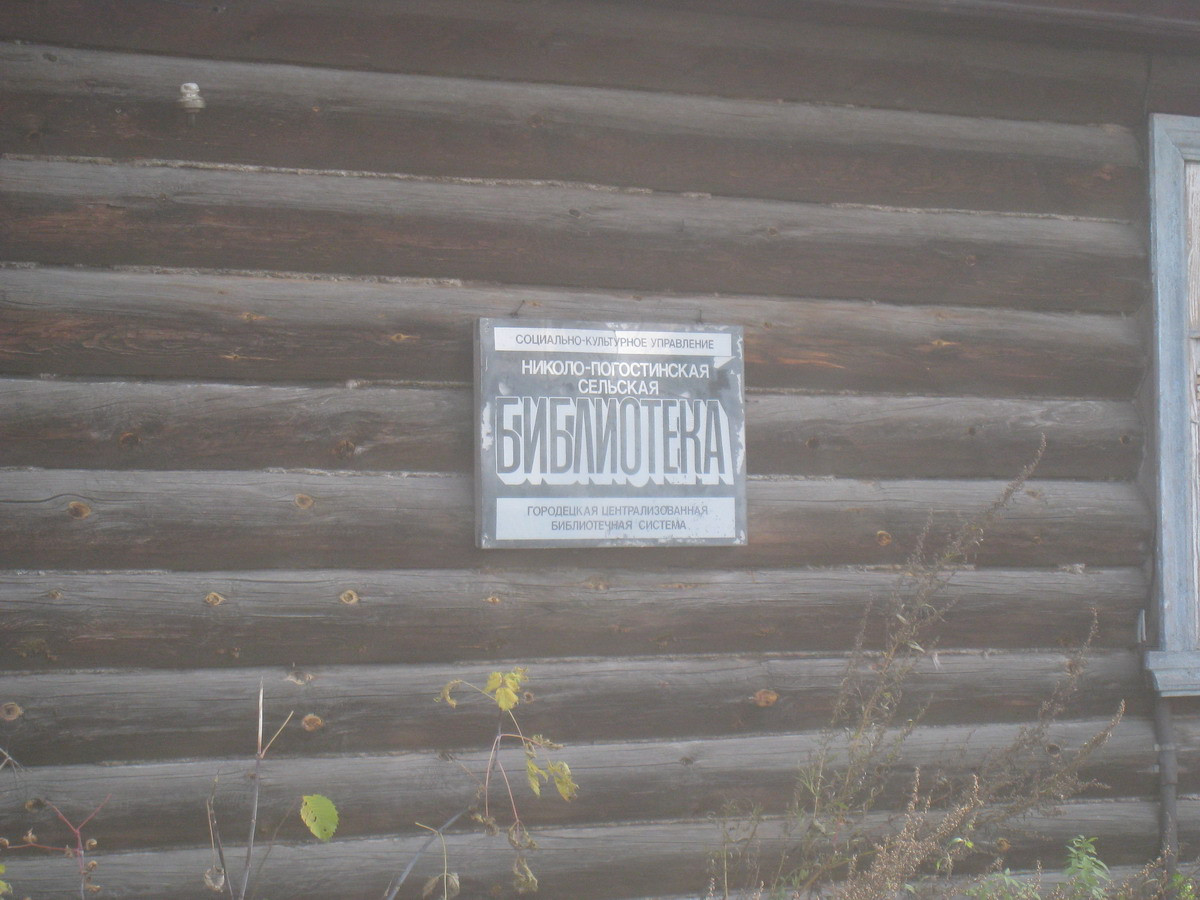 СОЦИАЛЬНО-КУЛЬТУРНОЕ УПРАВЛЕНИЕ
НИКОЛО-ПОГОСТИНСКАЯ
СЕЛЬСКАЯ
БИБЛИОТЕКА
ГОРОДЕЦКАЯ ЦЕНТРАЛИЗОВАННАЯ
БИБЛИОТЕЧНАЯ СИСТЕМА